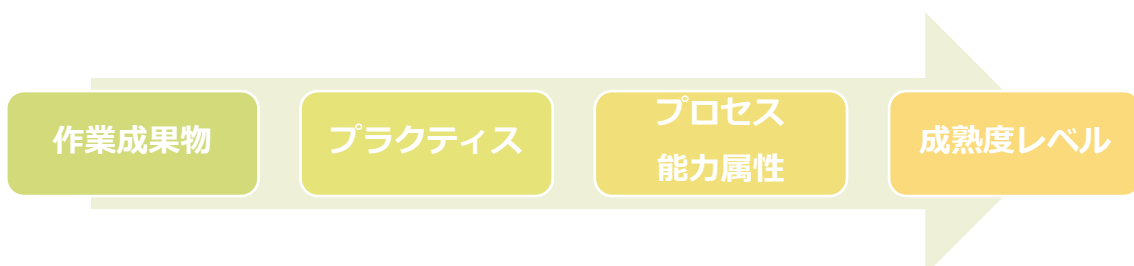 作業成果物
プラクティス
プロセス
能力属性
成熟度レベル